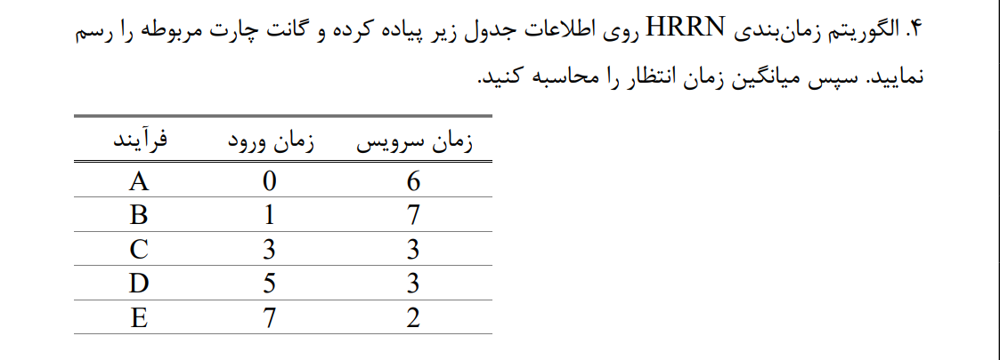 ۴. الگوریتم زمان‌بندی HRRN روی اطلاعات جدول زیر پیاده کرده و گانت چارت مربوطه را رسم
نمایید. سپس میانگین زمان انتظار را محاسبه کنید.
فرآیند زمان ورود زمان سرویس
A 0 6
B 1 7
C 3 3
D 5 3
E 7 2